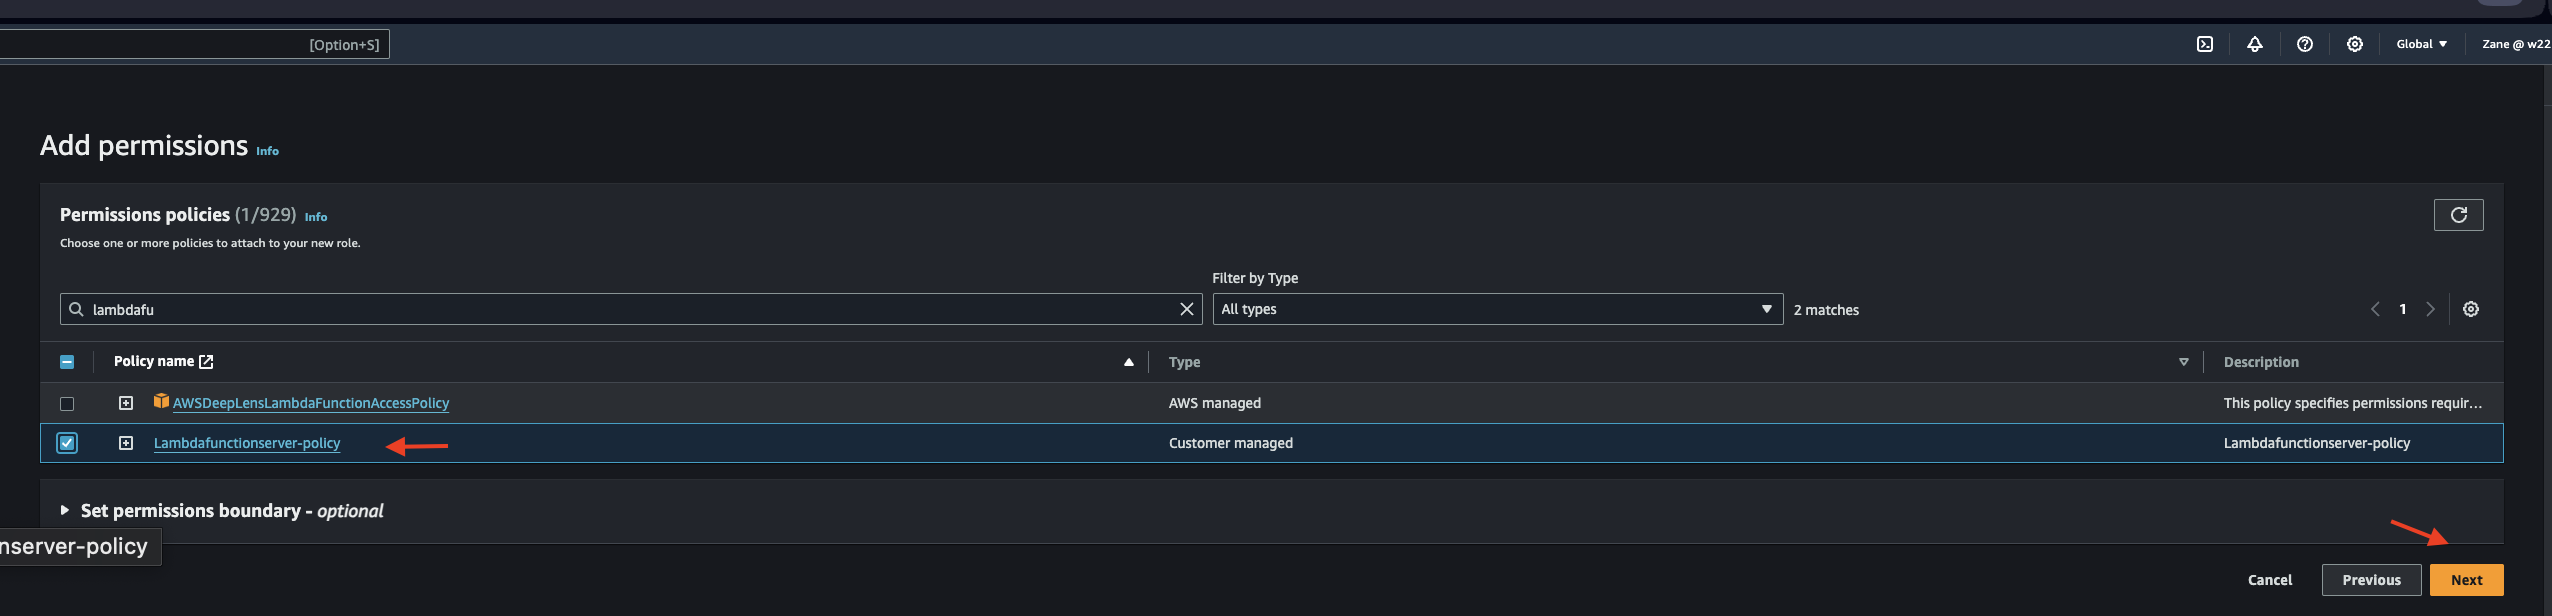 [Option+S]
Global
Zane @ w22
Add permissions Info
Permissions policies (1/929) Info
Choose one or more policies to attach to your new role.
Filter by Type
lambdafu
All types
2 matches
1
Policy name
Type
Description
AWSDeepLensLambdaFunctionAccessPolicy
AWS managed
This policy specifies permissions requir...
Lambdafunctionserver-policy
Customer managed
Lambdafunctionserver-policy
Set permissions boundary - optional
nserver-policy
Cancel
Previous
Next